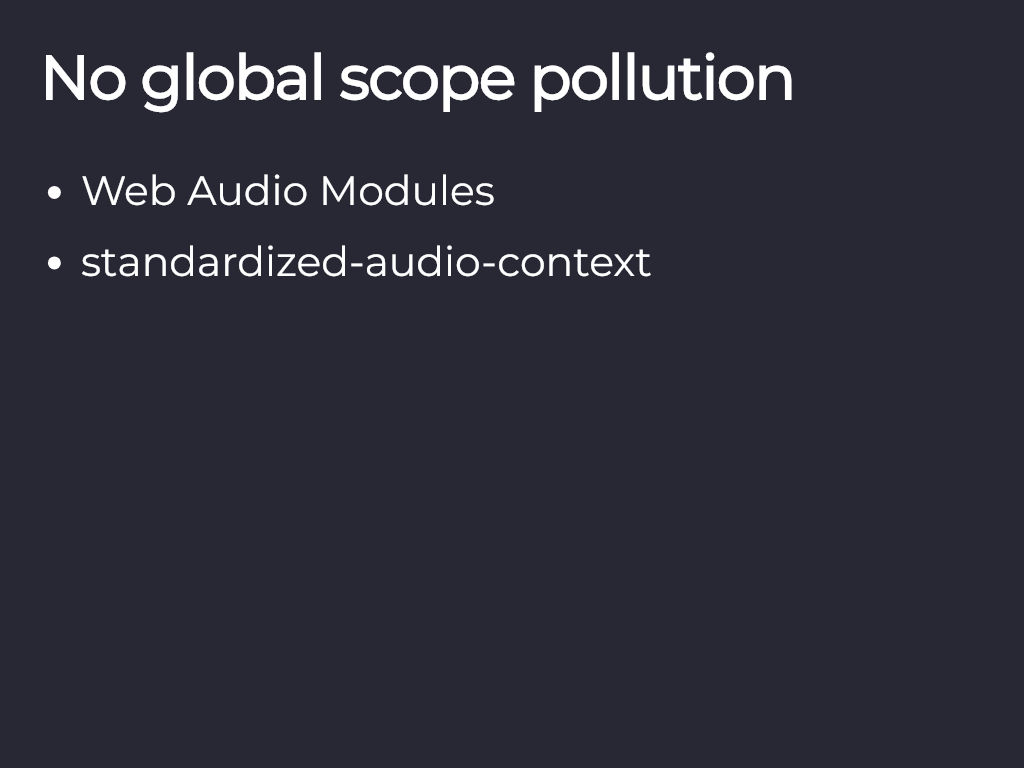 No global scope pollution
• Web Audio Modules
• standardized-audio-context